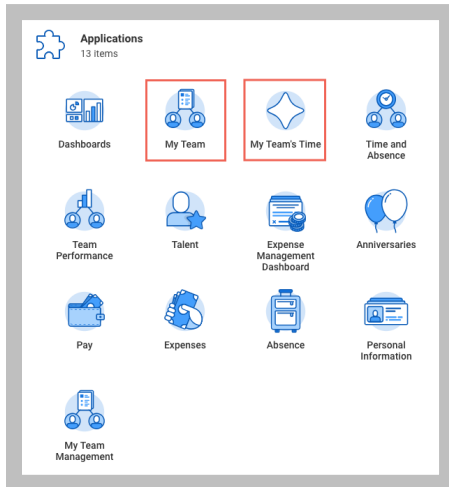 Applications
13 items
Dashboards
My Team
My Team's Time
Time and
Absence
Team
Performance
Talent
Expense
Management
Dashboard
Anniversaries
Pay
Expenses
Absence
Personal
Information
My Team
Management